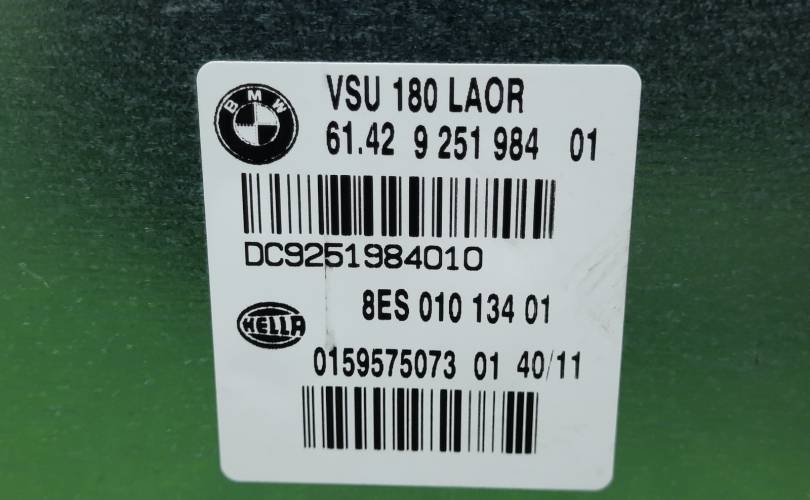 BMW
VSU 180 LAOR
61.42 9 251 984 01
DC9251984010
8ES 010 134 01
HELLA
0159575073 01 40/11